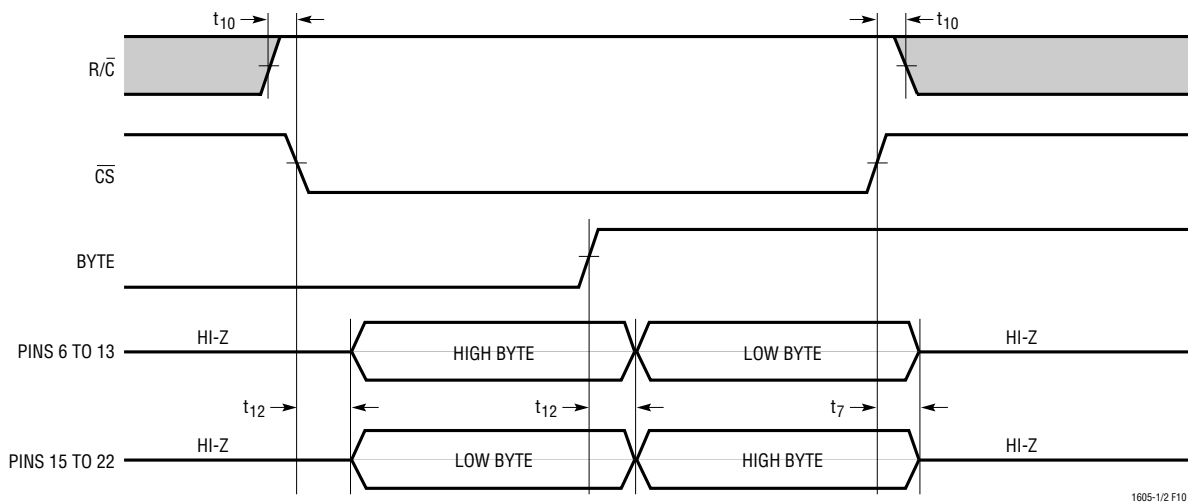 t10 t10
R/C̅
C̅S̅
BYTE
PINS 6 TO 13 HI-Z HIGH BYTE LOW BYTE HI-Z
t12 t12 t7
PINS 15 TO 22 HI-Z LOW BYTE HIGH BYTE HI-Z
1605-1/2 F10